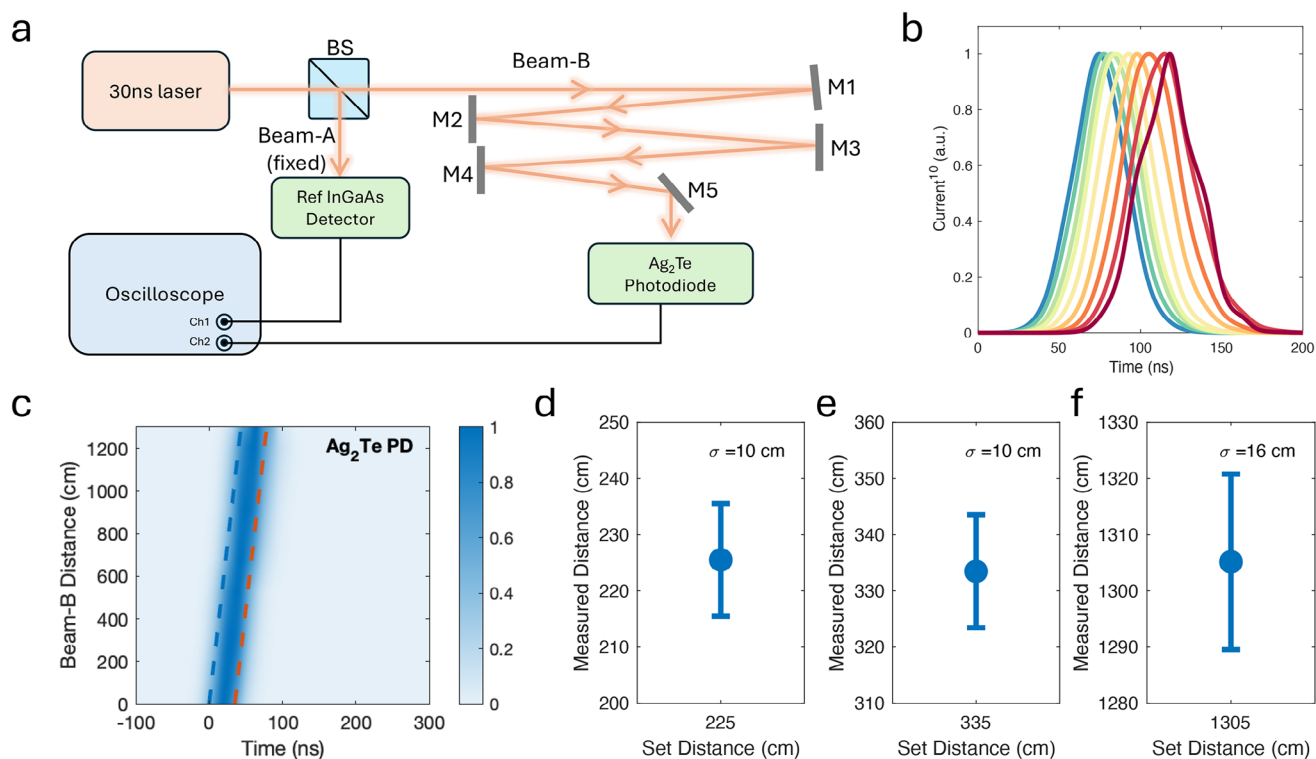 a
30ns laser
BS
Beam-B
M1
M2
M3
M4
M5
Beam-A
(fixed)
Ref InGaAs
Detector
Oscilloscope
Ch1
Ch2
Ag₂Te
Photodiode
b
1
0.8
0.6
0.4
0.2
0
Current¹⁰ (a.u.)
0 50 100 150 200
Time (ns)
c
Ag₂Te PD
1200
1000
800
600
400
200
0
Beam-B Distance (cm)
-100 0 100 200 300
Time (ns)
1
0.8
0.6
0.4
0.2
0
d
250
240
230
220
210
200
Measured Distance (cm)
σ =10 cm
225
Set Distance (cm)
e
360
350
340
330
320
310
Measured Distance (cm)
σ =10 cm
335
Set Distance (cm)
f
1330
1320
1310
1300
1290
1280
Measured Distance (cm)
σ =16 cm
1305
Set Distance (cm)